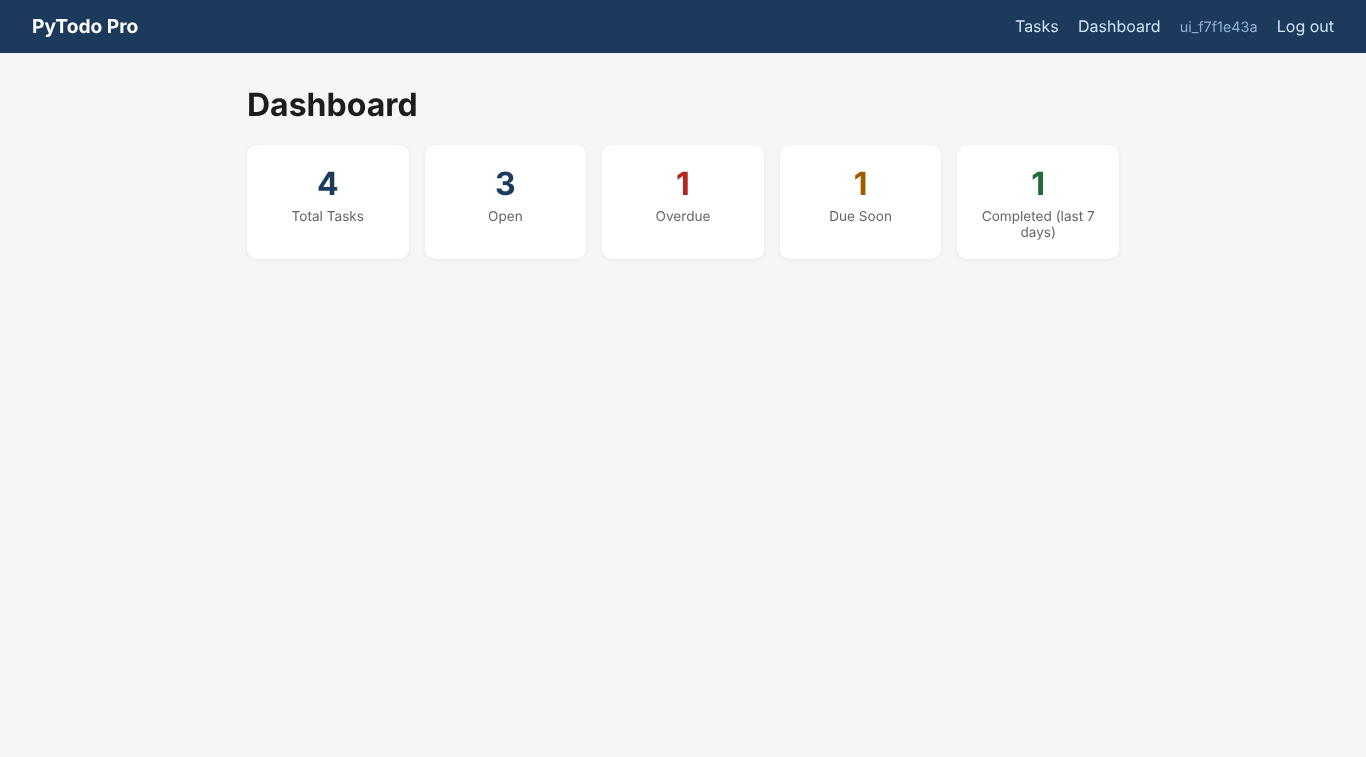 PyTodo Pro
Tasks Dashboard ui_f7f1e43a Log out
Dashboard
4
Total Tasks
3
Open
1
Overdue
1
Due Soon
1
Completed (last 7
days)